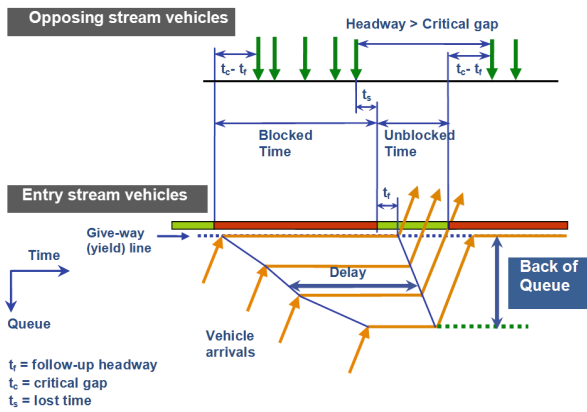 Opposing stream vehicles
Headway > Critical gap
tc- tf
tc- tf
ts
Blocked
Time
Unblocked
Time
Entry stream vehicles
tf
Give-way
(yield) line
Time
Queue
Delay
Back of
Queue
Vehicle
arrivals
tf = follow-up headway
tc = critical gap
ts = lost time